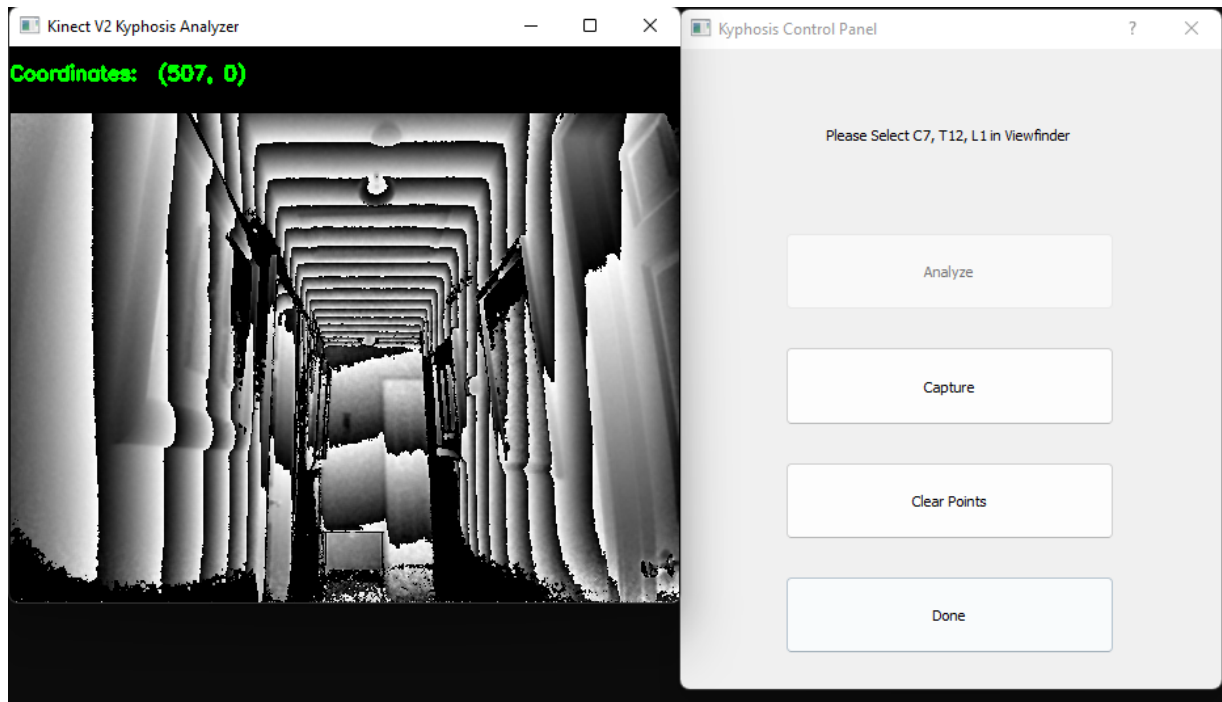 Kinect V2 Kyphosis Analyzer
Coordinates: (507, 0)
Kyphosis Control Panel
?
Please Select C7, T12, L1 in Viewfinder
Analyze
Capture
Clear Points
Done